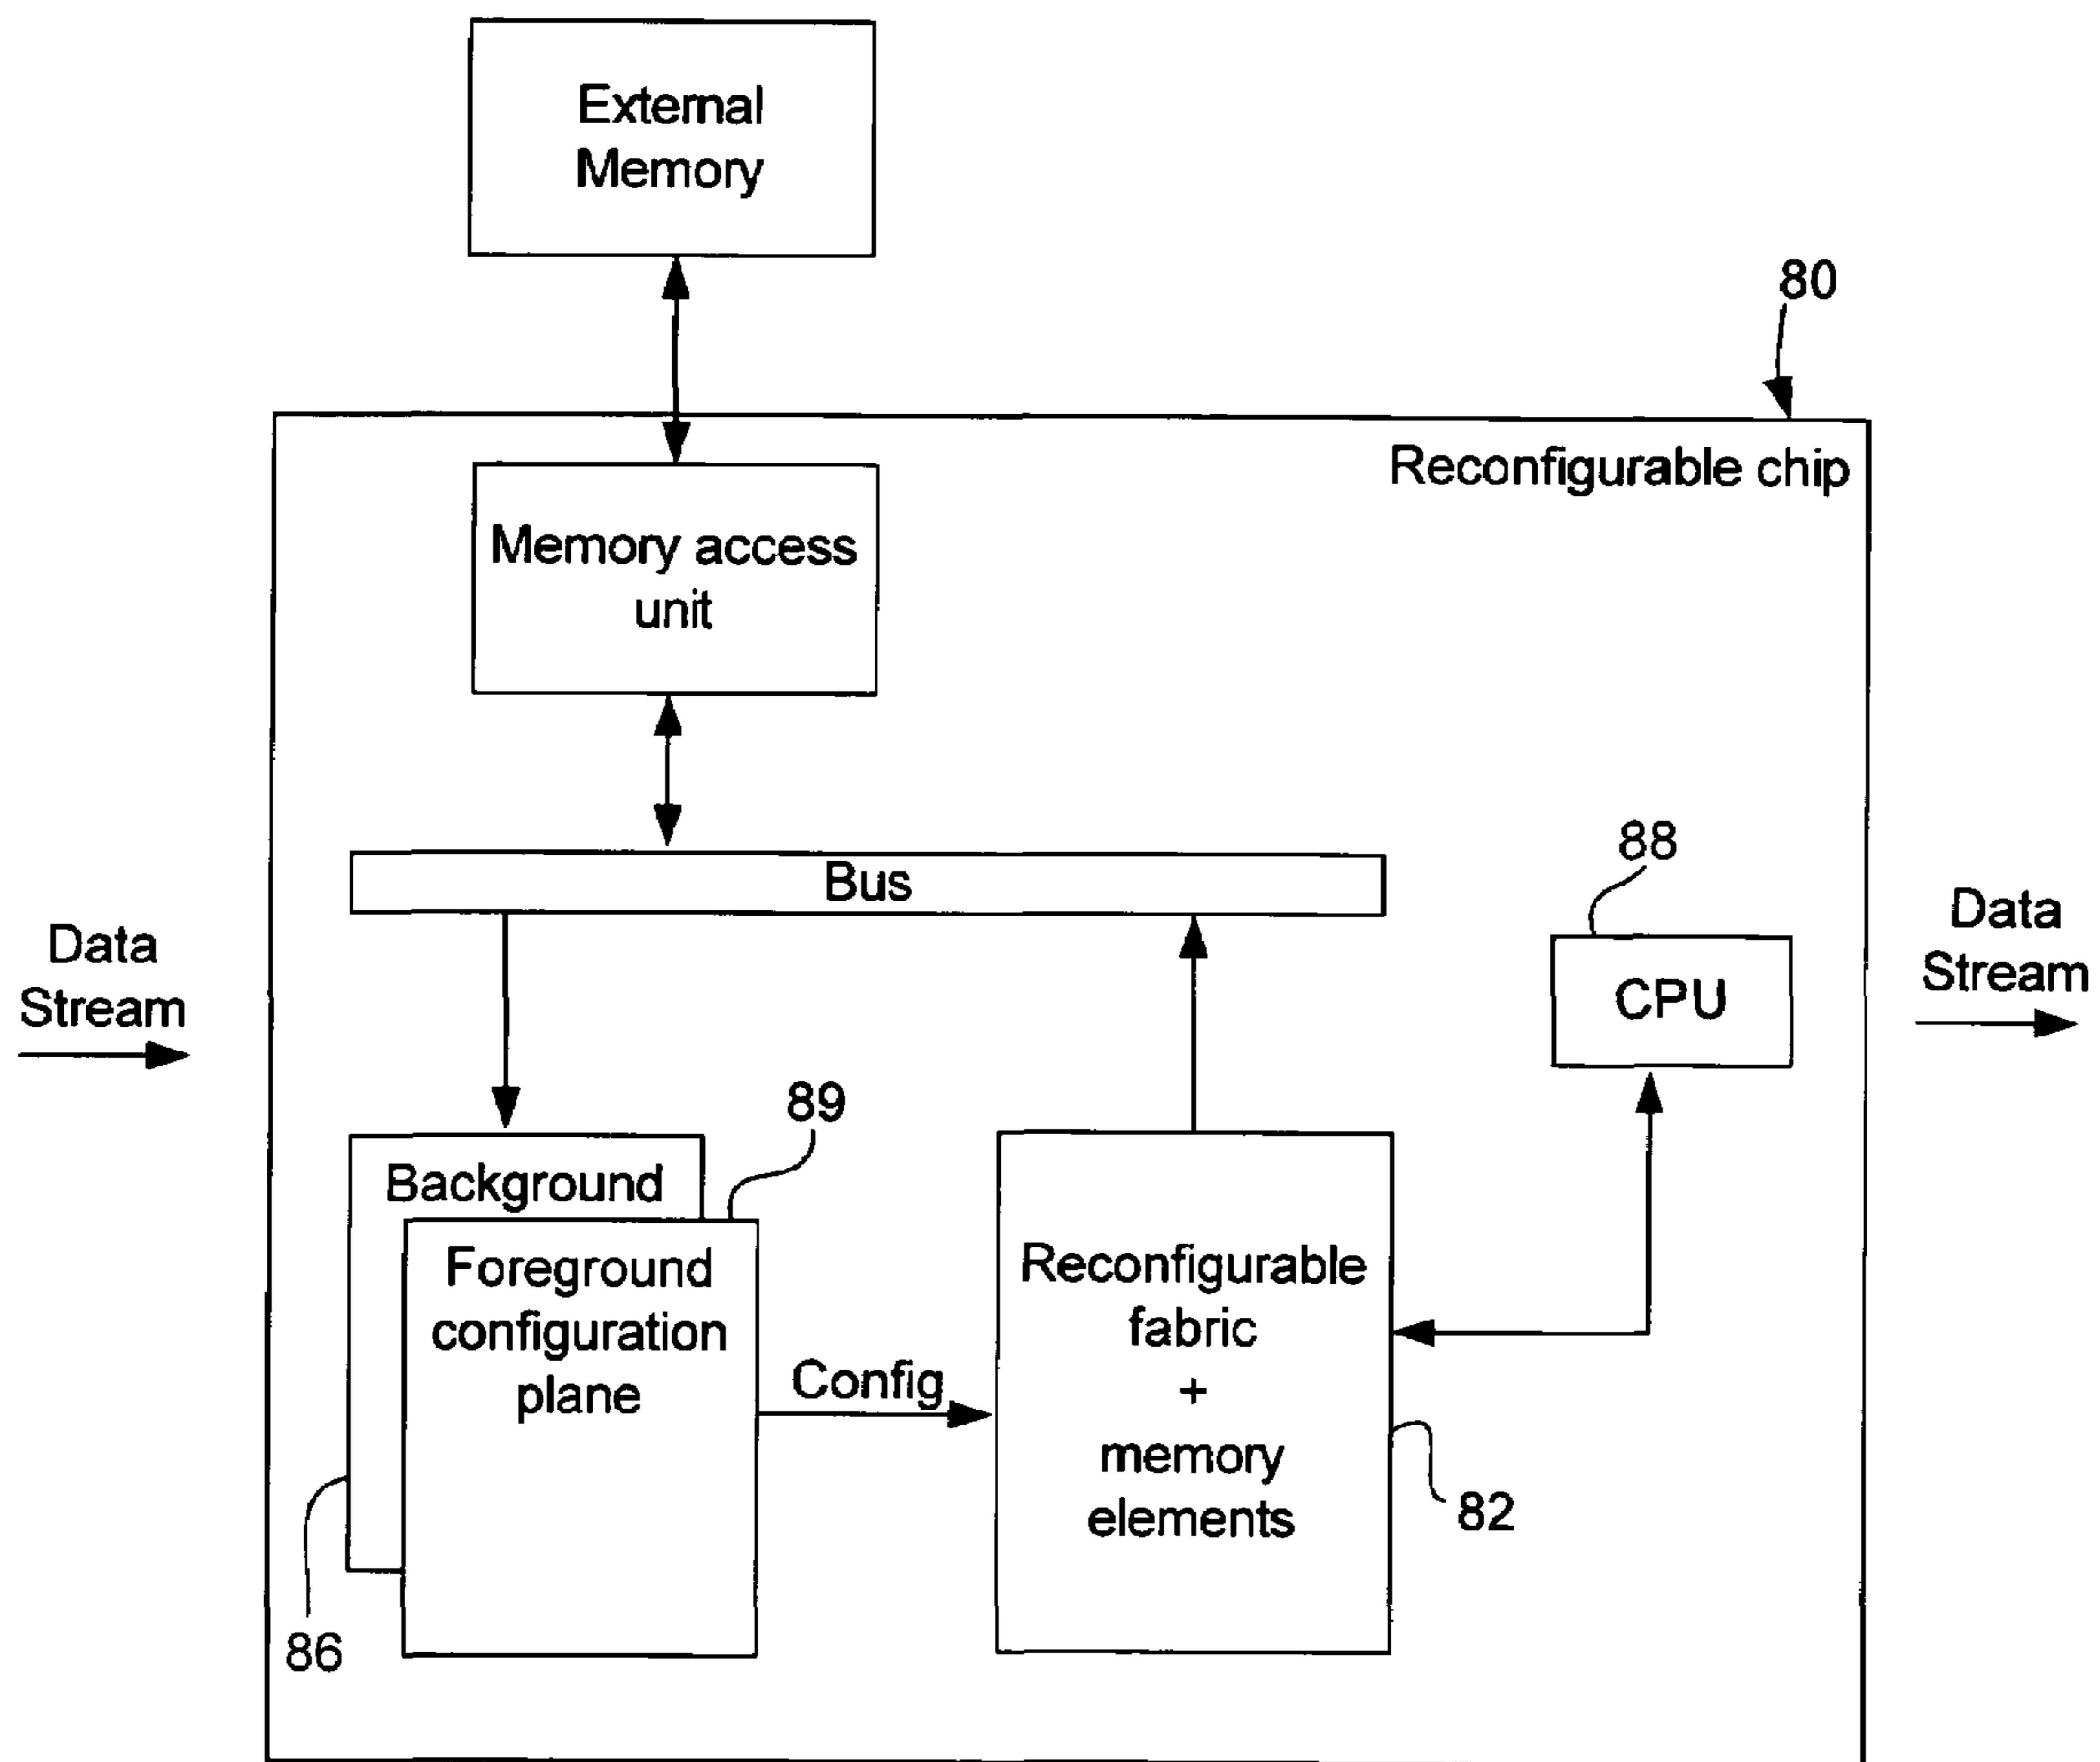 External
Memory
80
Reconfigurable chip
Memory access
unit
Bus
88
CPU
Data
Stream
Data
Stream
89
Background
Foreground
configuration
plane
Config
Reconfigurable
fabric
+
memory
elements
82
86